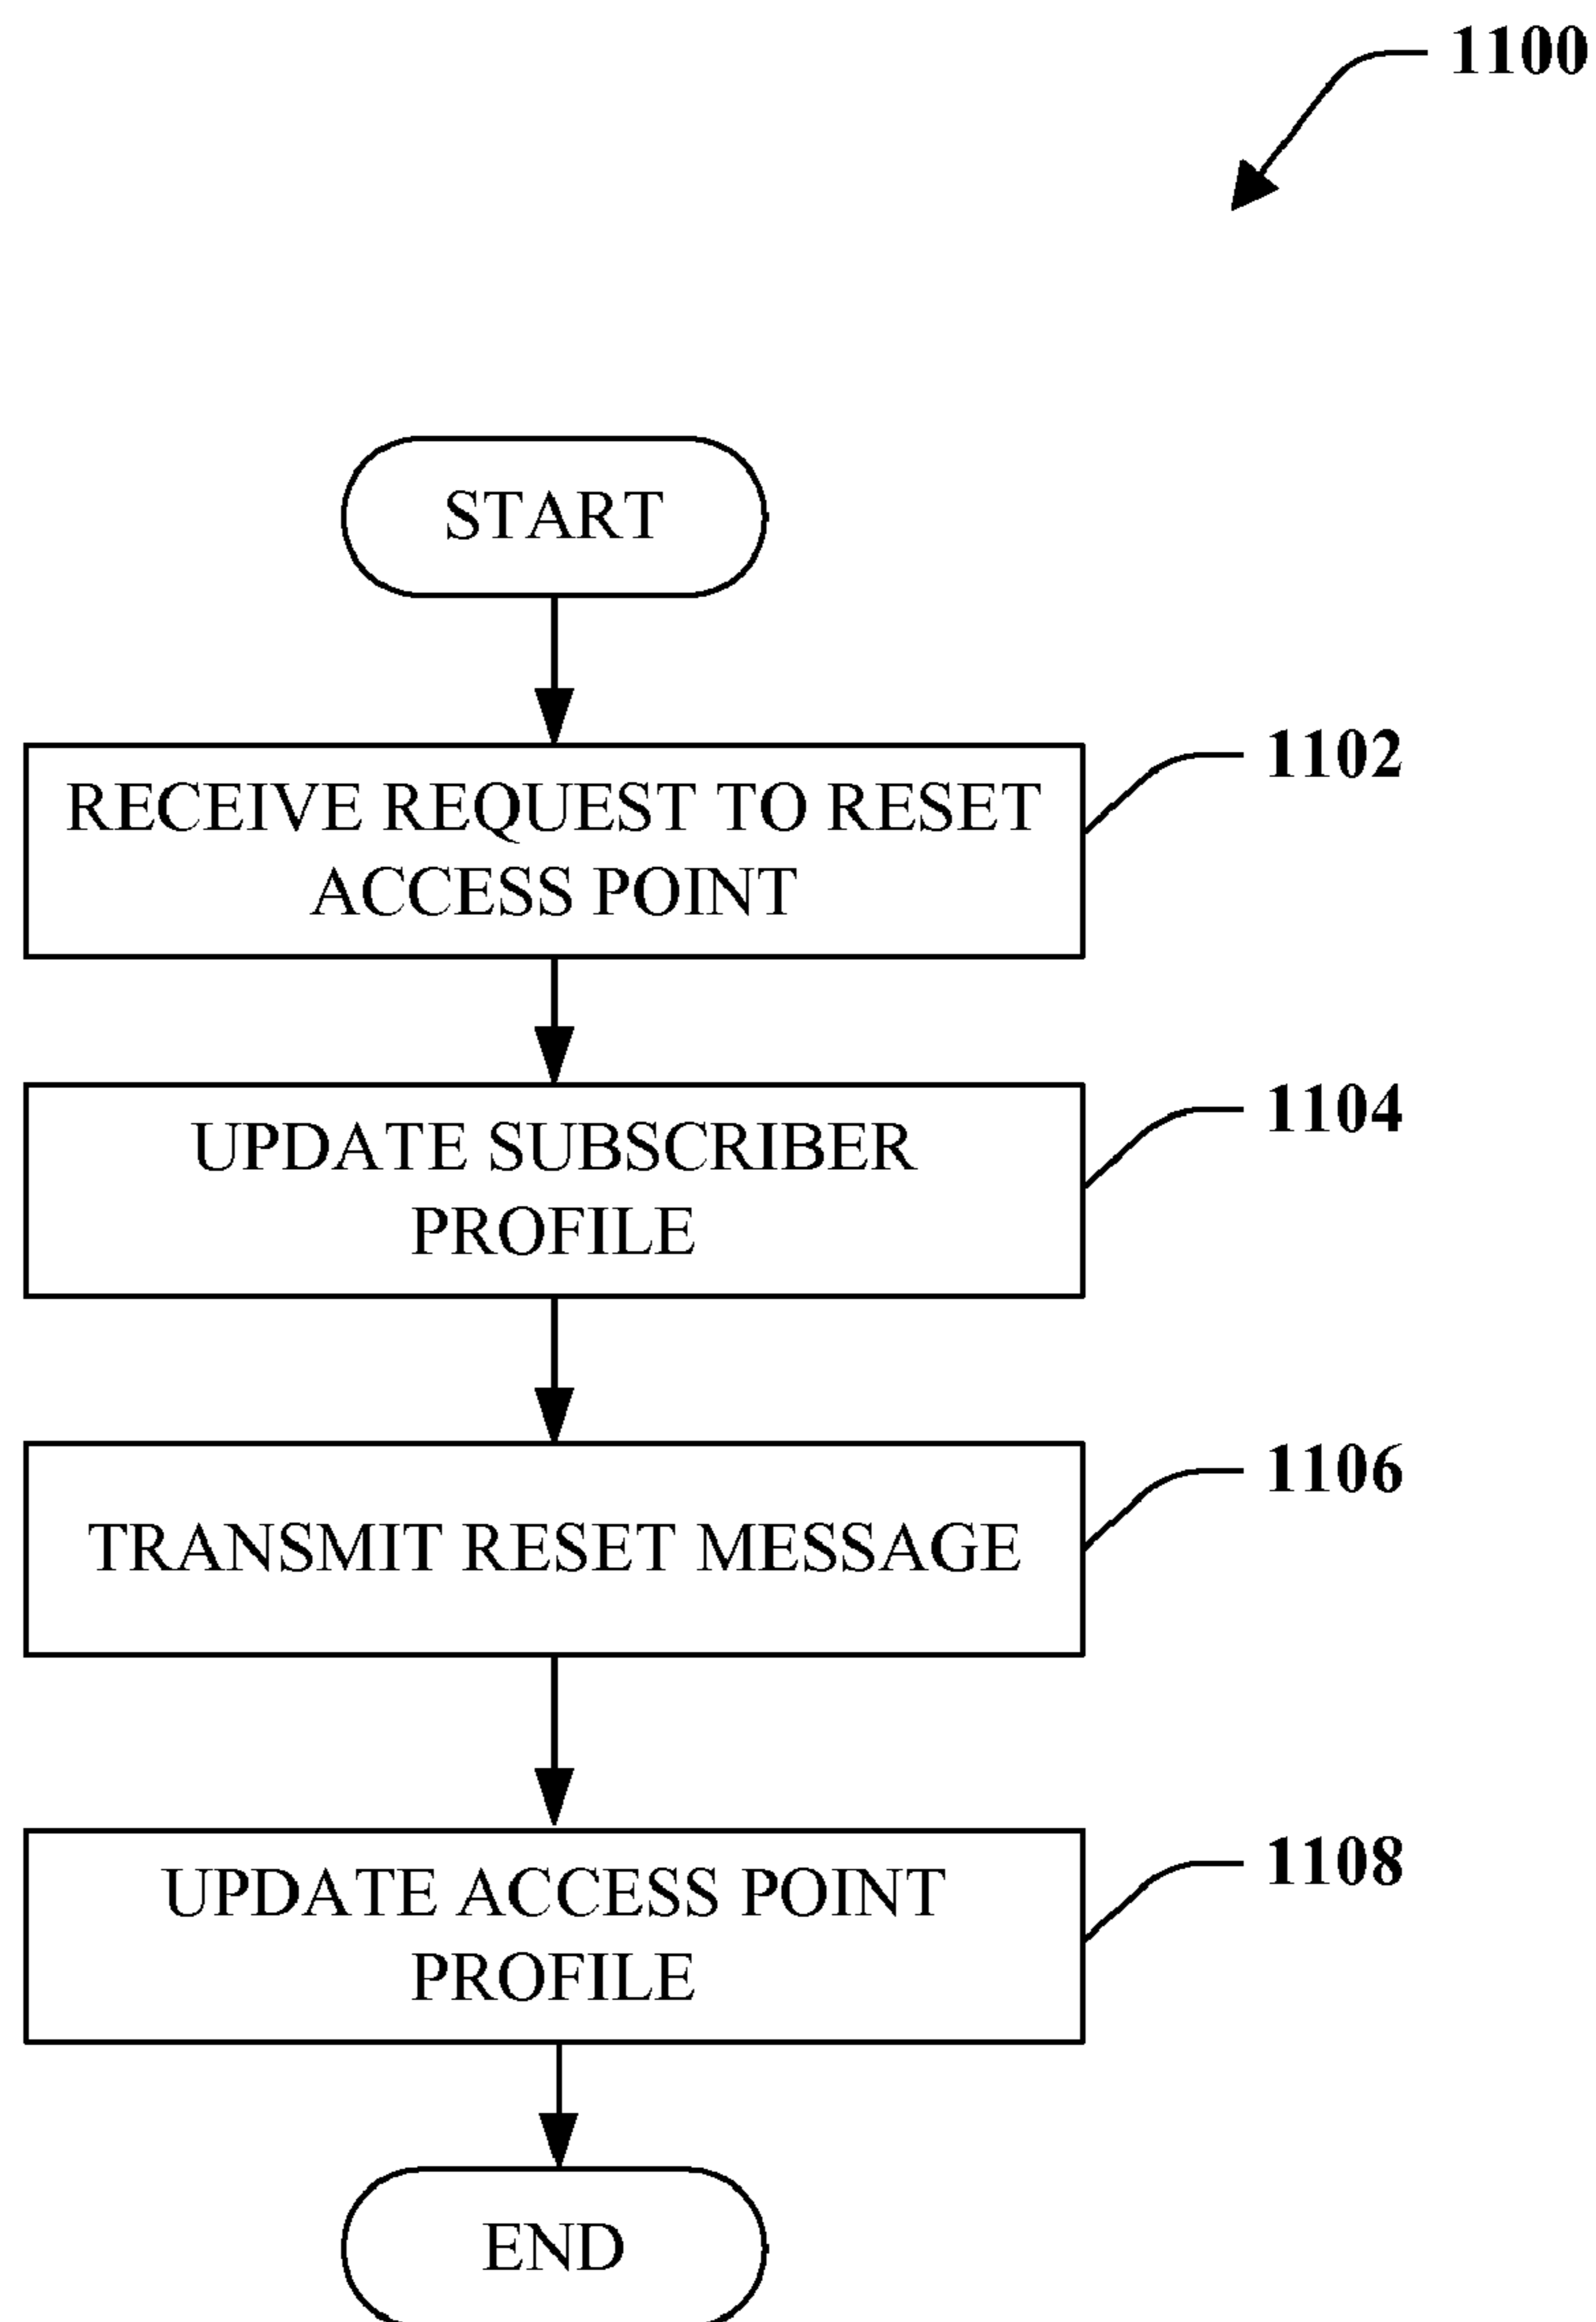 1100
START
RECEIVE REQUEST TO RESET
ACCESS POINT
1102
UPDATE SUBSCRIBER
PROFILE
1104
TRANSMIT RESET MESSAGE
1106
UPDATE ACCESS POINT
PROFILE
1108
END